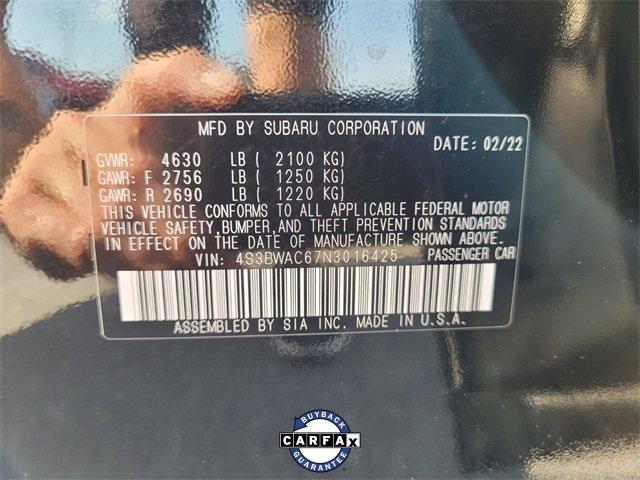 MFD BY SUBARU CORPORATION
DATE: 02/22
GVWR: 4630 LB ( 2100 KG)
GAWR: F 2756 LB ( 1250 KG)
GAWR: R 2690 LB ( 1220 KG)
THIS VEHICLE CONFORMS TO ALL APPLICABLE FEDERAL MOTOR
VEHICLE SAFETY,BUMPER,AND THEFT PREVENTION STANDARDS
IN EFFECT ON THE DATE OF MANUFACTURE SHOWN ABOVE.
VIN: 4S3BWAC67N3016425 PASSENGER CAR
ASSEMBLED BY SIA INC. MADE IN U.S.A.
BUYBACK
CARFAX
GUARANTEE